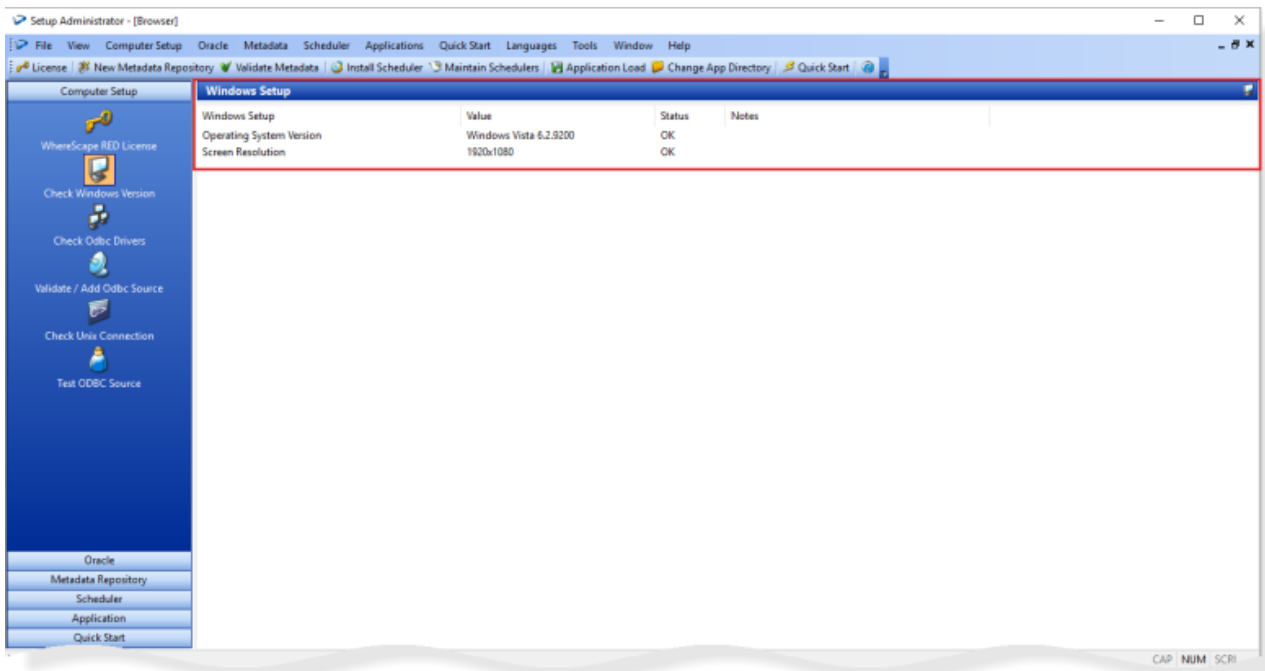 Setup Administrator - [Browser]
File View Computer Setup Oracle Metadata Scheduler Applications Quick Start Languages Tools Window Help
License New Metadata Repository Validate Metadata Install Scheduler Maintain Schedulers Application Load Change App Directory Quick Start
Computer Setup
WhereScape RED License
Check Windows Version
Check Odbc Drivers
Validate / Add Odbc Source
Check Unix Connection
Test ODBC Source
Oracle
Metadata Repository
Scheduler
Application
Quick Start
Windows Setup
Windows Setup Value Status Notes
Operating System Version Windows Vista 6.2.9200 OK
Screen Resolution 1920x1080 OK
CAP NUM SCRL